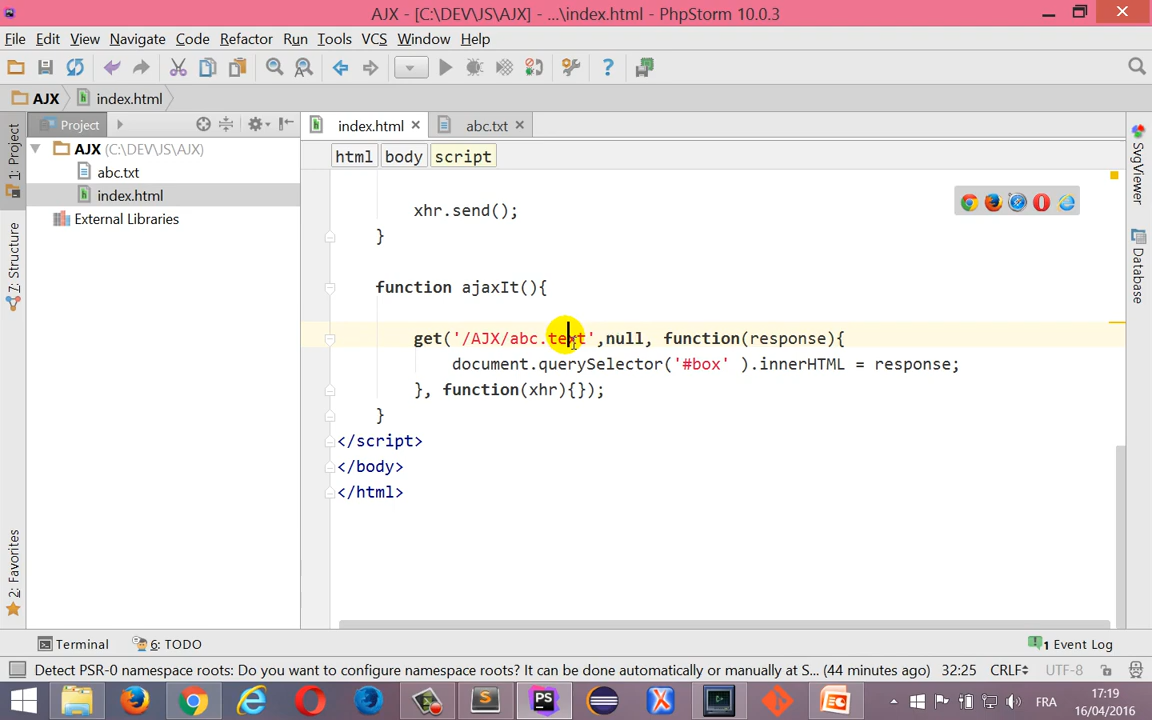 AJX - [C:\DEV\JS\AJX] - ...\index.html - PhpStorm 10.0.3
File Edit View Navigate Code Refactor Run Tools VCS Window Help
AJX index.html
1: Project
7: Structure
2: Favorites
Project
AJX (C:\DEV\JS\AJX)
abc.txt
index.html
External Libraries
index.html abc.txt
html body script
xhr.send();
}
function ajaxIt(){
get('/AJX/abc.text',null, function(response){
document.querySelector('#box' ).innerHTML = response;
}, function(xhr){});
}
</script>
</body>
</html>
SvgViewer
Database
Terminal 6: TODO 1 Event Log
Detect PSR-0 namespace roots: Do you want to configure namespace roots? It can be done automatically or manually at S... (44 minutes ago) 32:25 CRLF UTF-8
FRA
17:19
16/04/2016